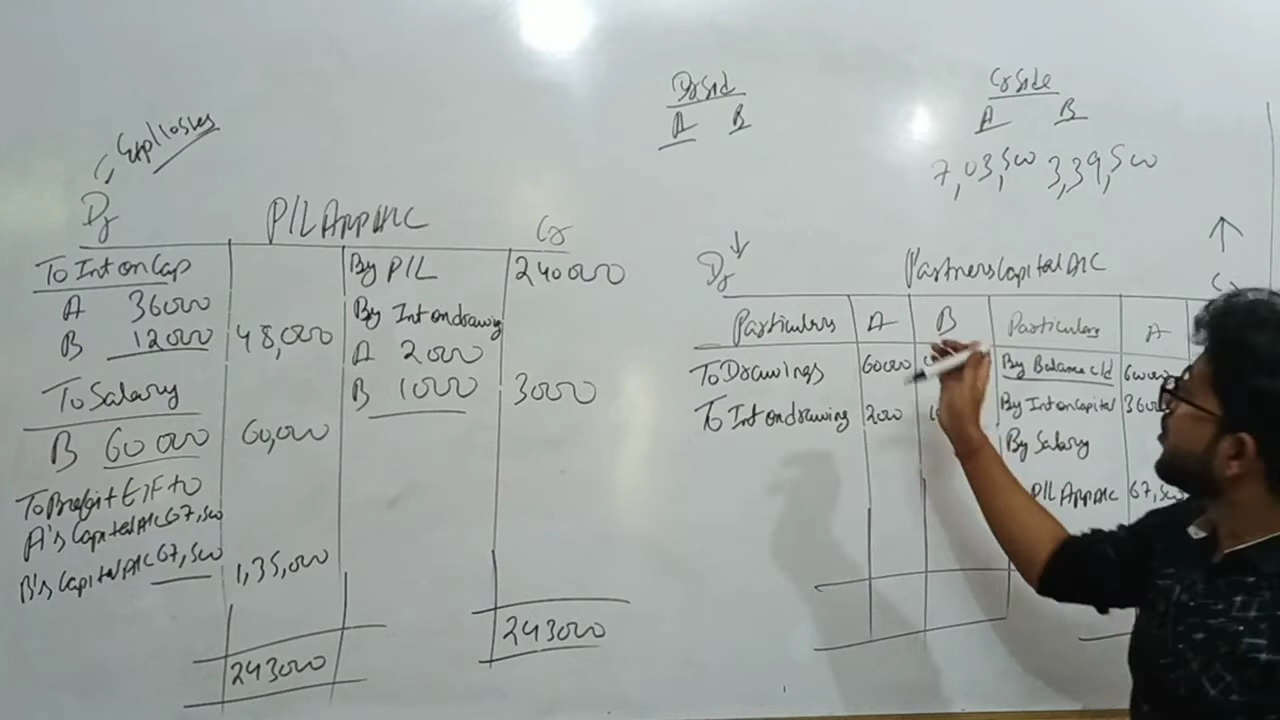 Dr side Cr side
A B A B
7,03,500 3,39,500
Exp/losses
Dr P/L App A/C Cr
To Int on Cap By P/L 240000
A 36000 By Int on drawing
B 12000 48,000 A 2000
To Salary B 1000 3000
B 60000 60,000
To Profit t/f to
A's Capital A/C 67,500
B's Capital A/C 67,500 1,35,000
243000 243000
Dr Partners Capital A/C
Particulars A B Particulars A
To Drawings 60000 By Balance c/d
To Int on drawing 2000 By Int on Capital
By Salary
P/L App A/C 67,500